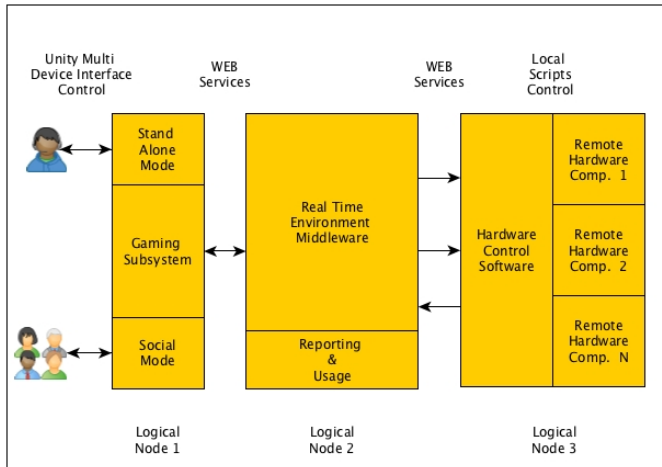 Unity Multi
Device Interface
Control
WEB
Services
WEB
Services
Local
Scripts
Control
Stand
Alone
Mode
Gaming
Subsystem
Social
Mode
Real Time
Environment
Middleware
Reporting
&
Usage
Hardware
Control
Software
Remote
Hardware
Comp. 1
Remote
Hardware
Comp. 2
Remote
Hardware
Comp. N
Logical
Node 1
Logical
Node 2
Logical
Node 3